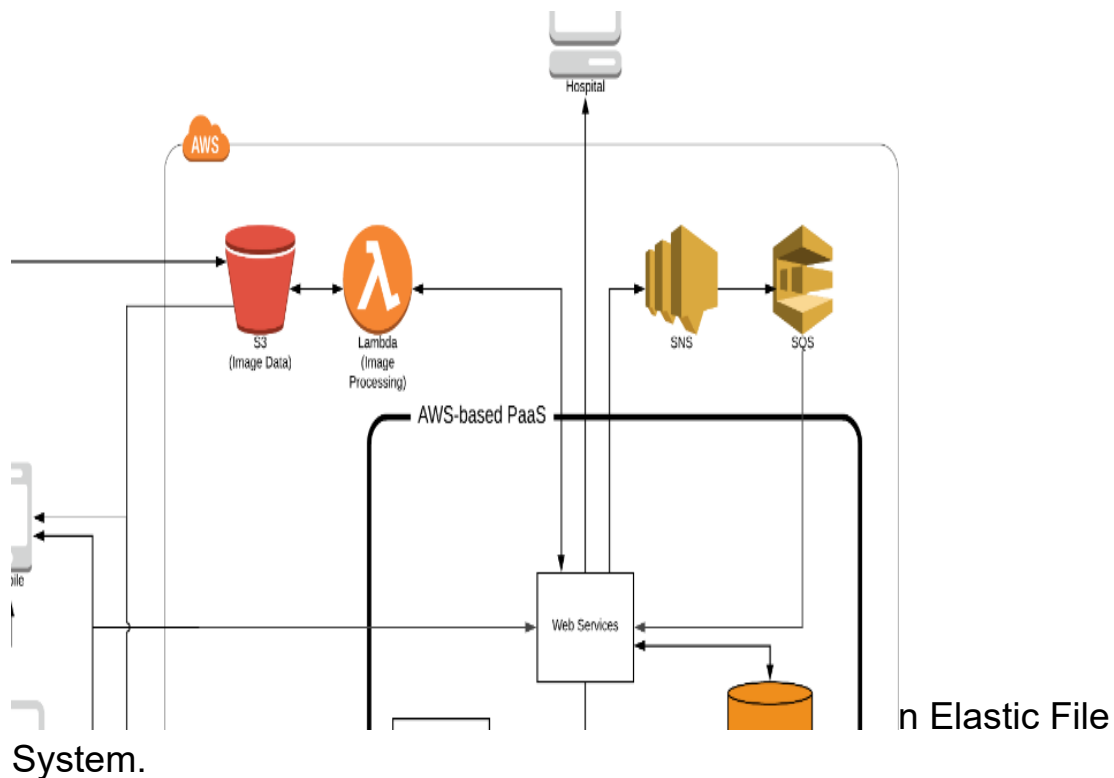 Hospital
AWS
S3
(Image Data)
Lambda
(Image
Processing)
SNS
SQS
AWS-based PaaS
Web Services
n Elastic File
System.